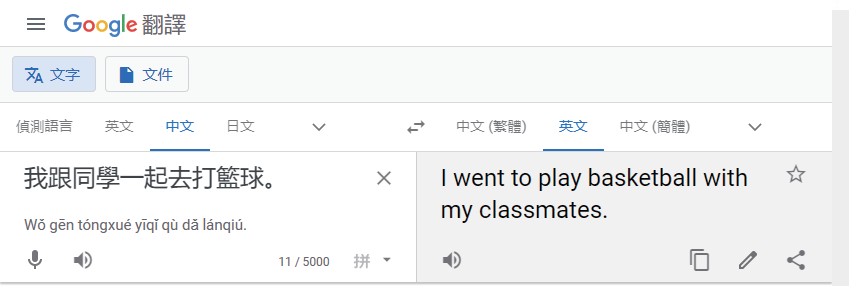 Google 翻譯
文字 文件
偵測語言 英文 中文 日文 中文 (繁體) 英文 中文 (簡體)
我跟同學一起去打籃球。
Wǒ gēn tóngxué yīqǐ qù dǎ lánqiú.
11 / 5000 拼
I went to play basketball with
my classmates.